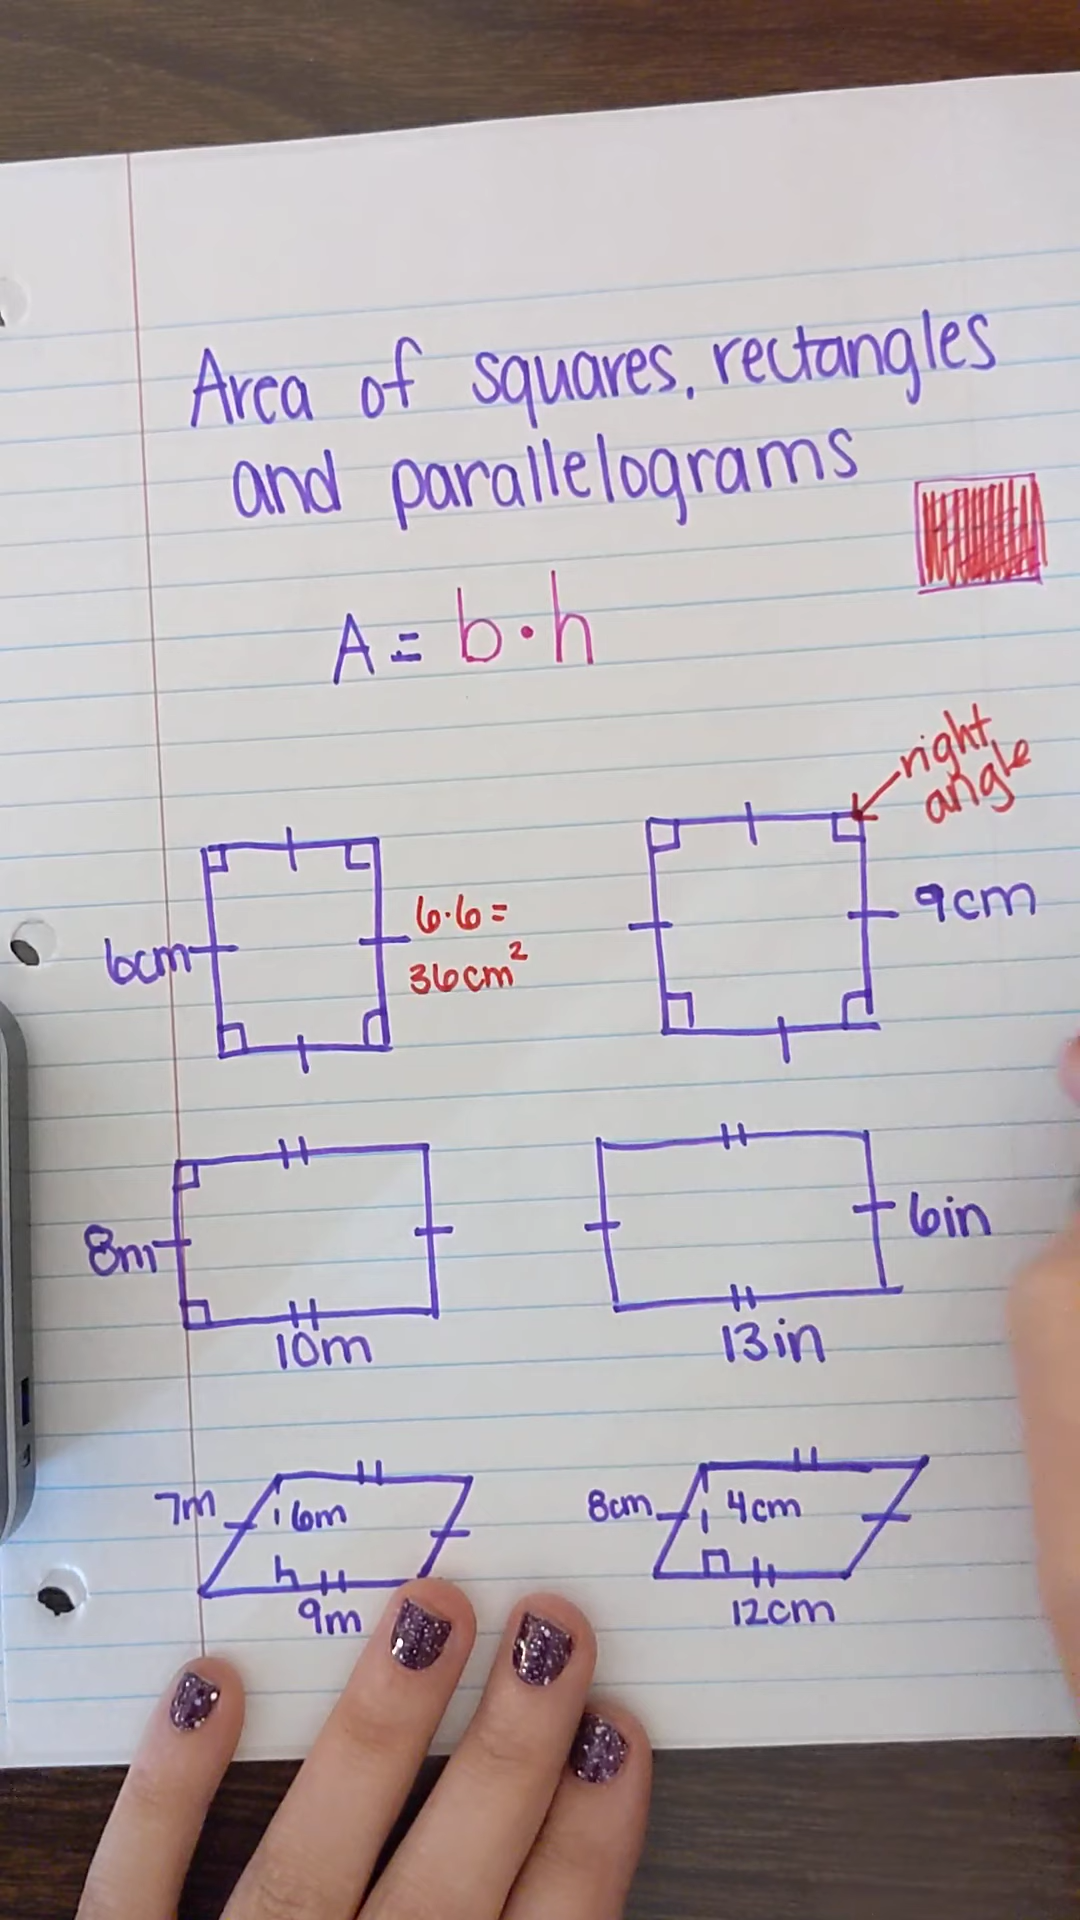 Area of squares, rectangles
and parallelograms
A = b · h
right
angle
6cm
6·6=
36cm²
9cm
8m
10m
6in
13in
7m
6m
h
9m
8cm
4cm
12cm